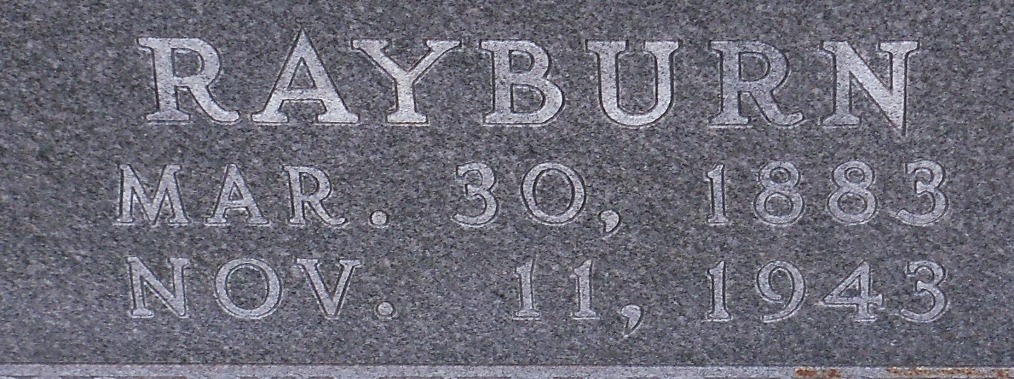 RAYBURN
MAR. 30, 1883
NOV. 11, 1943